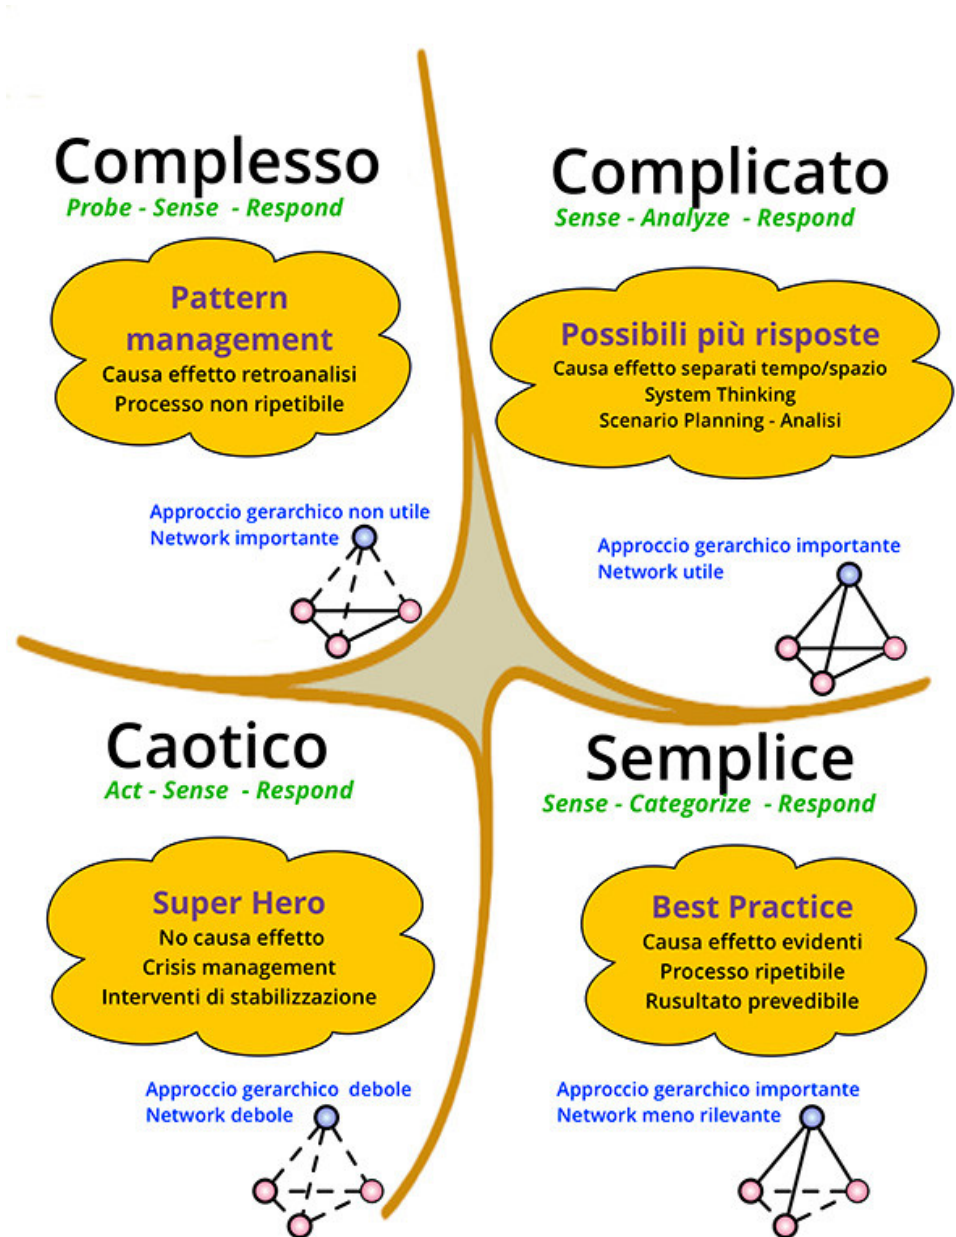 Complesso
Probe - Sense - Respond
Pattern
management
Causa effetto retroanalisi
Processo non ripetibile
Approccio gerarchico non utile
Network importante
Complicato
Sense - Analyze - Respond
Possibili più risposte
Causa effetto separati tempo/spazio
System Thinking
Scenario Planning - Analisi
Approccio gerarchico importante
Network utile
Caotico
Act - Sense - Respond
Super Hero
No causa effetto
Crisis management
Interventi di stabilizzazione
Approccio gerarchico debole
Network debole
Semplice
Sense - Categorize - Respond
Best Practice
Causa effetto evidenti
Processo ripetibile
Rusultato prevedibile
Approccio gerarchico importante
Network meno rilevante